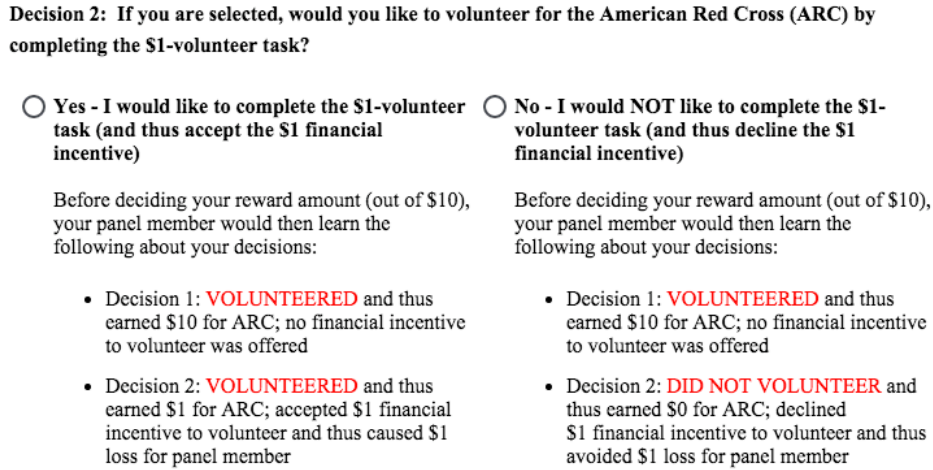 Decision 2: If you are selected, would you like to volunteer for the American Red Cross (ARC) by
completing the $1-volunteer task?
Yes - I would like to complete the $1-volunteer
task (and thus accept the $1 financial
incentive)
Before deciding your reward amount (out of $10),
your panel member would then learn the
following about your decisions:
• Decision 1: VOLUNTEERED and thus
earned $10 for ARC; no financial incentive
to volunteer was offered
• Decision 2: VOLUNTEERED and thus
earned $1 for ARC; accepted $1 financial
incentive to volunteer and thus caused $1
loss for panel member
No - I would NOT like to complete the $1-
volunteer task (and thus decline the $1
financial incentive)
Before deciding your reward amount (out of $10),
your panel member would then learn the
following about your decisions:
• Decision 1: VOLUNTEERED and thus
earned $10 for ARC; no financial incentive
to volunteer was offered
• Decision 2: DID NOT VOLUNTEER and
thus earned $0 for ARC; declined
$1 financial incentive to volunteer and thus
avoided $1 loss for panel member